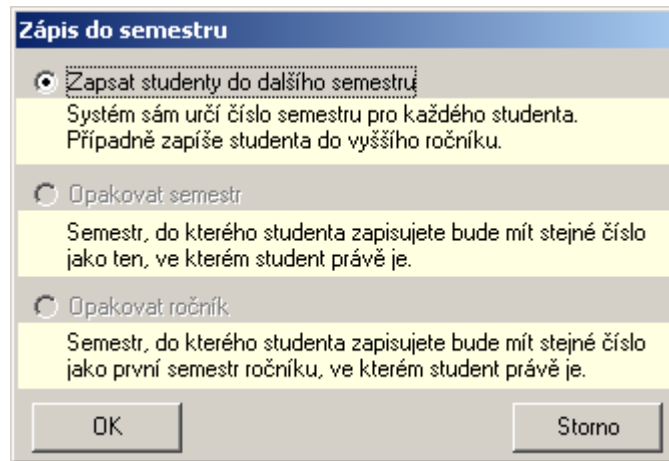 Zápis do semestru
Zapsat studenty do dalšího semestru
Systém sám určí číslo semestru pro každého studenta.
Případně zapíše studenta do vyššího ročníku.
Opakovat semestr
Semestr, do kterého studenta zapisujete bude mít stejné číslo
jako ten, ve kterém student právě je.
Opakovat ročník
Semestr, do kterého studenta zapisujete bude mít stejné číslo
jako první semestr ročníku, ve kterém student právě je.
OK
Storno